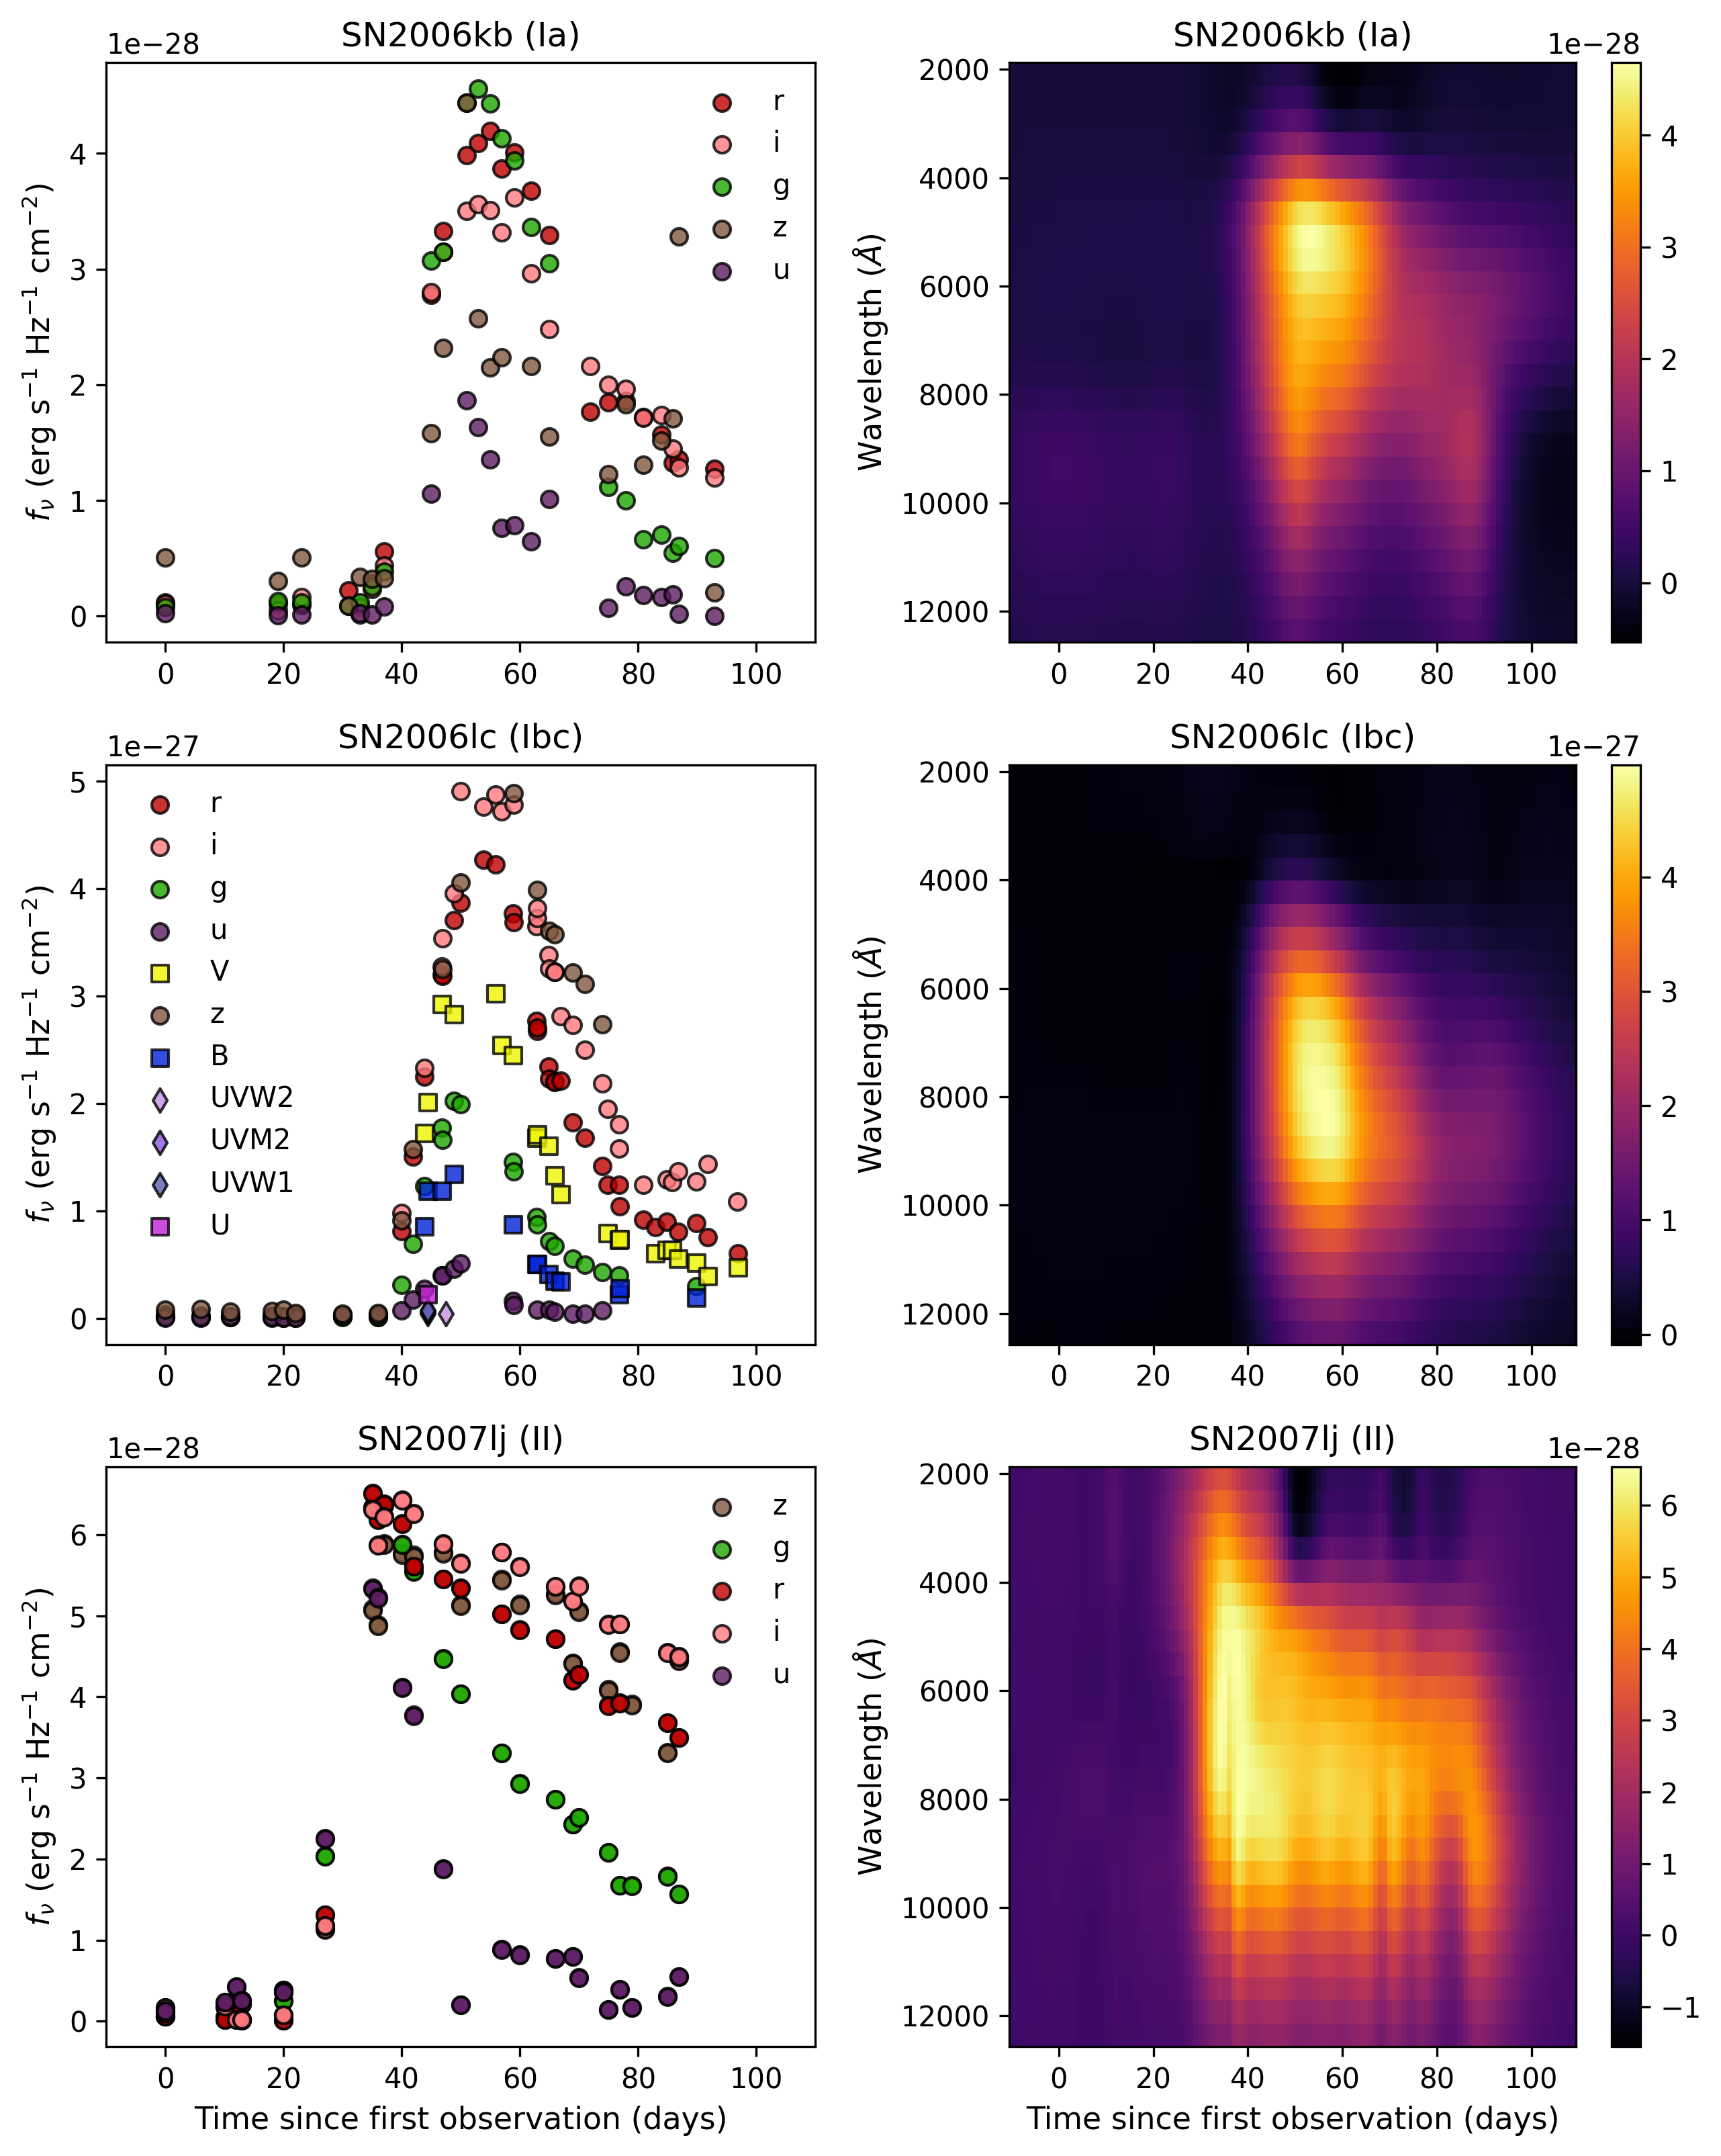 SN2006kb (Ia)
1e−28
f_ν (erg s⁻¹ Hz⁻¹ cm⁻²)
4
3
2
1
0
r
i
g
z
u
0 20 40 60 80 100
SN2006kb (Ia)
1e−28
Wavelength (Å)
2000
4000
6000
8000
10000
12000
0 20 40 60 80 100
4
3
2
1
0
SN2006lc (Ibc)
1e−27
f_ν (erg s⁻¹ Hz⁻¹ cm⁻²)
5
4
3
2
1
0
r
i
g
u
V
z
B
UVW2
UVM2
UVW1
U
0 20 40 60 80 100
SN2006lc (Ibc)
1e−27
Wavelength (Å)
2000
4000
6000
8000
10000
12000
0 20 40 60 80 100
4
3
2
1
0
SN2007lj (II)
1e−28
f_ν (erg s⁻¹ Hz⁻¹ cm⁻²)
6
5
4
3
2
1
0
z
g
r
i
u
0 20 40 60 80 100
Time since first observation (days)
SN2007lj (II)
1e−28
Wavelength (Å)
2000
4000
6000
8000
10000
12000
0 20 40 60 80 100
Time since first observation (days)
6
5
4
3
2
1
0
−1